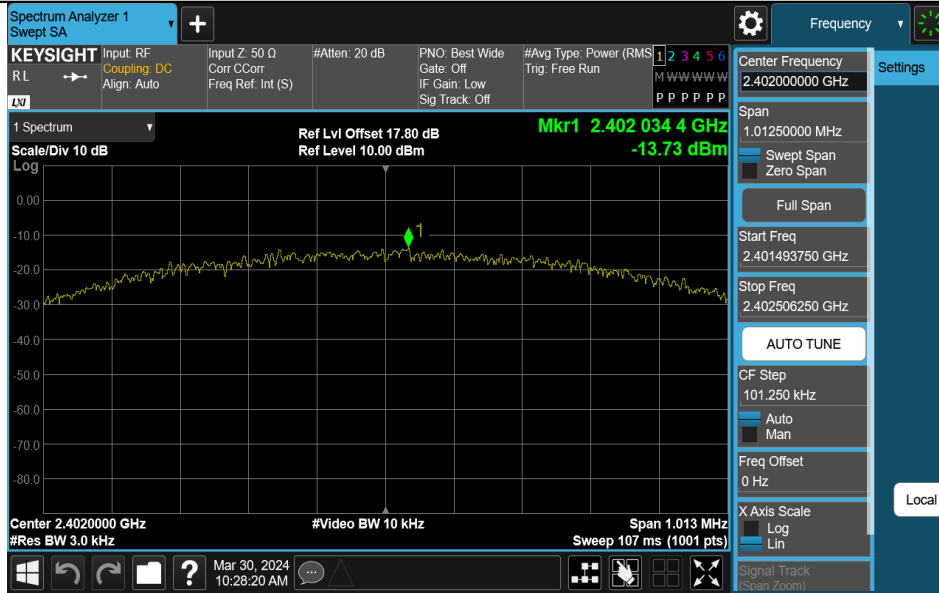 Spectrum Analyzer 1
Swept SA
Frequency
KEYSIGHT
R L
LXI
Input: RF
Coupling: DC
Align: Auto
Input Z: 50 Ω
Corr CCorr
Freq Ref: Int (S)
#Atten: 20 dB
PNO: Best Wide
Gate: Off
IF Gain: Low
Sig Track: Off
#Avg Type: Power (RMS
Trig: Free Run
1 2 3 4 5 6
M W W W W W
P P P P P P
1 Spectrum
Scale/Div 10 dB
Log
Ref Lvl Offset 17.80 dB
Ref Level 10.00 dBm
Mkr1 2.402 034 4 GHz
-13.73 dBm
0.00
-10.0
-20.0
-30.0
-40.0
-50.0
-60.0
-70.0
-80.0
1
Center 2.4020000 GHz
#Res BW 3.0 kHz
#Video BW 10 kHz
Span 1.013 MHz
Sweep 107 ms (1001 pts)
Mar 30, 2024
10:28:20 AM
Center Frequency
2.402000000 GHz
Span
1.01250000 MHz
Swept Span
Zero Span
Full Span
Start Freq
2.401493750 GHz
Stop Freq
2.402506250 GHz
AUTO TUNE
CF Step
101.250 kHz
Auto
Man
Freq Offset
0 Hz
X Axis Scale
Log
Lin
Signal Track
(Span Zoom)
Settings
Local